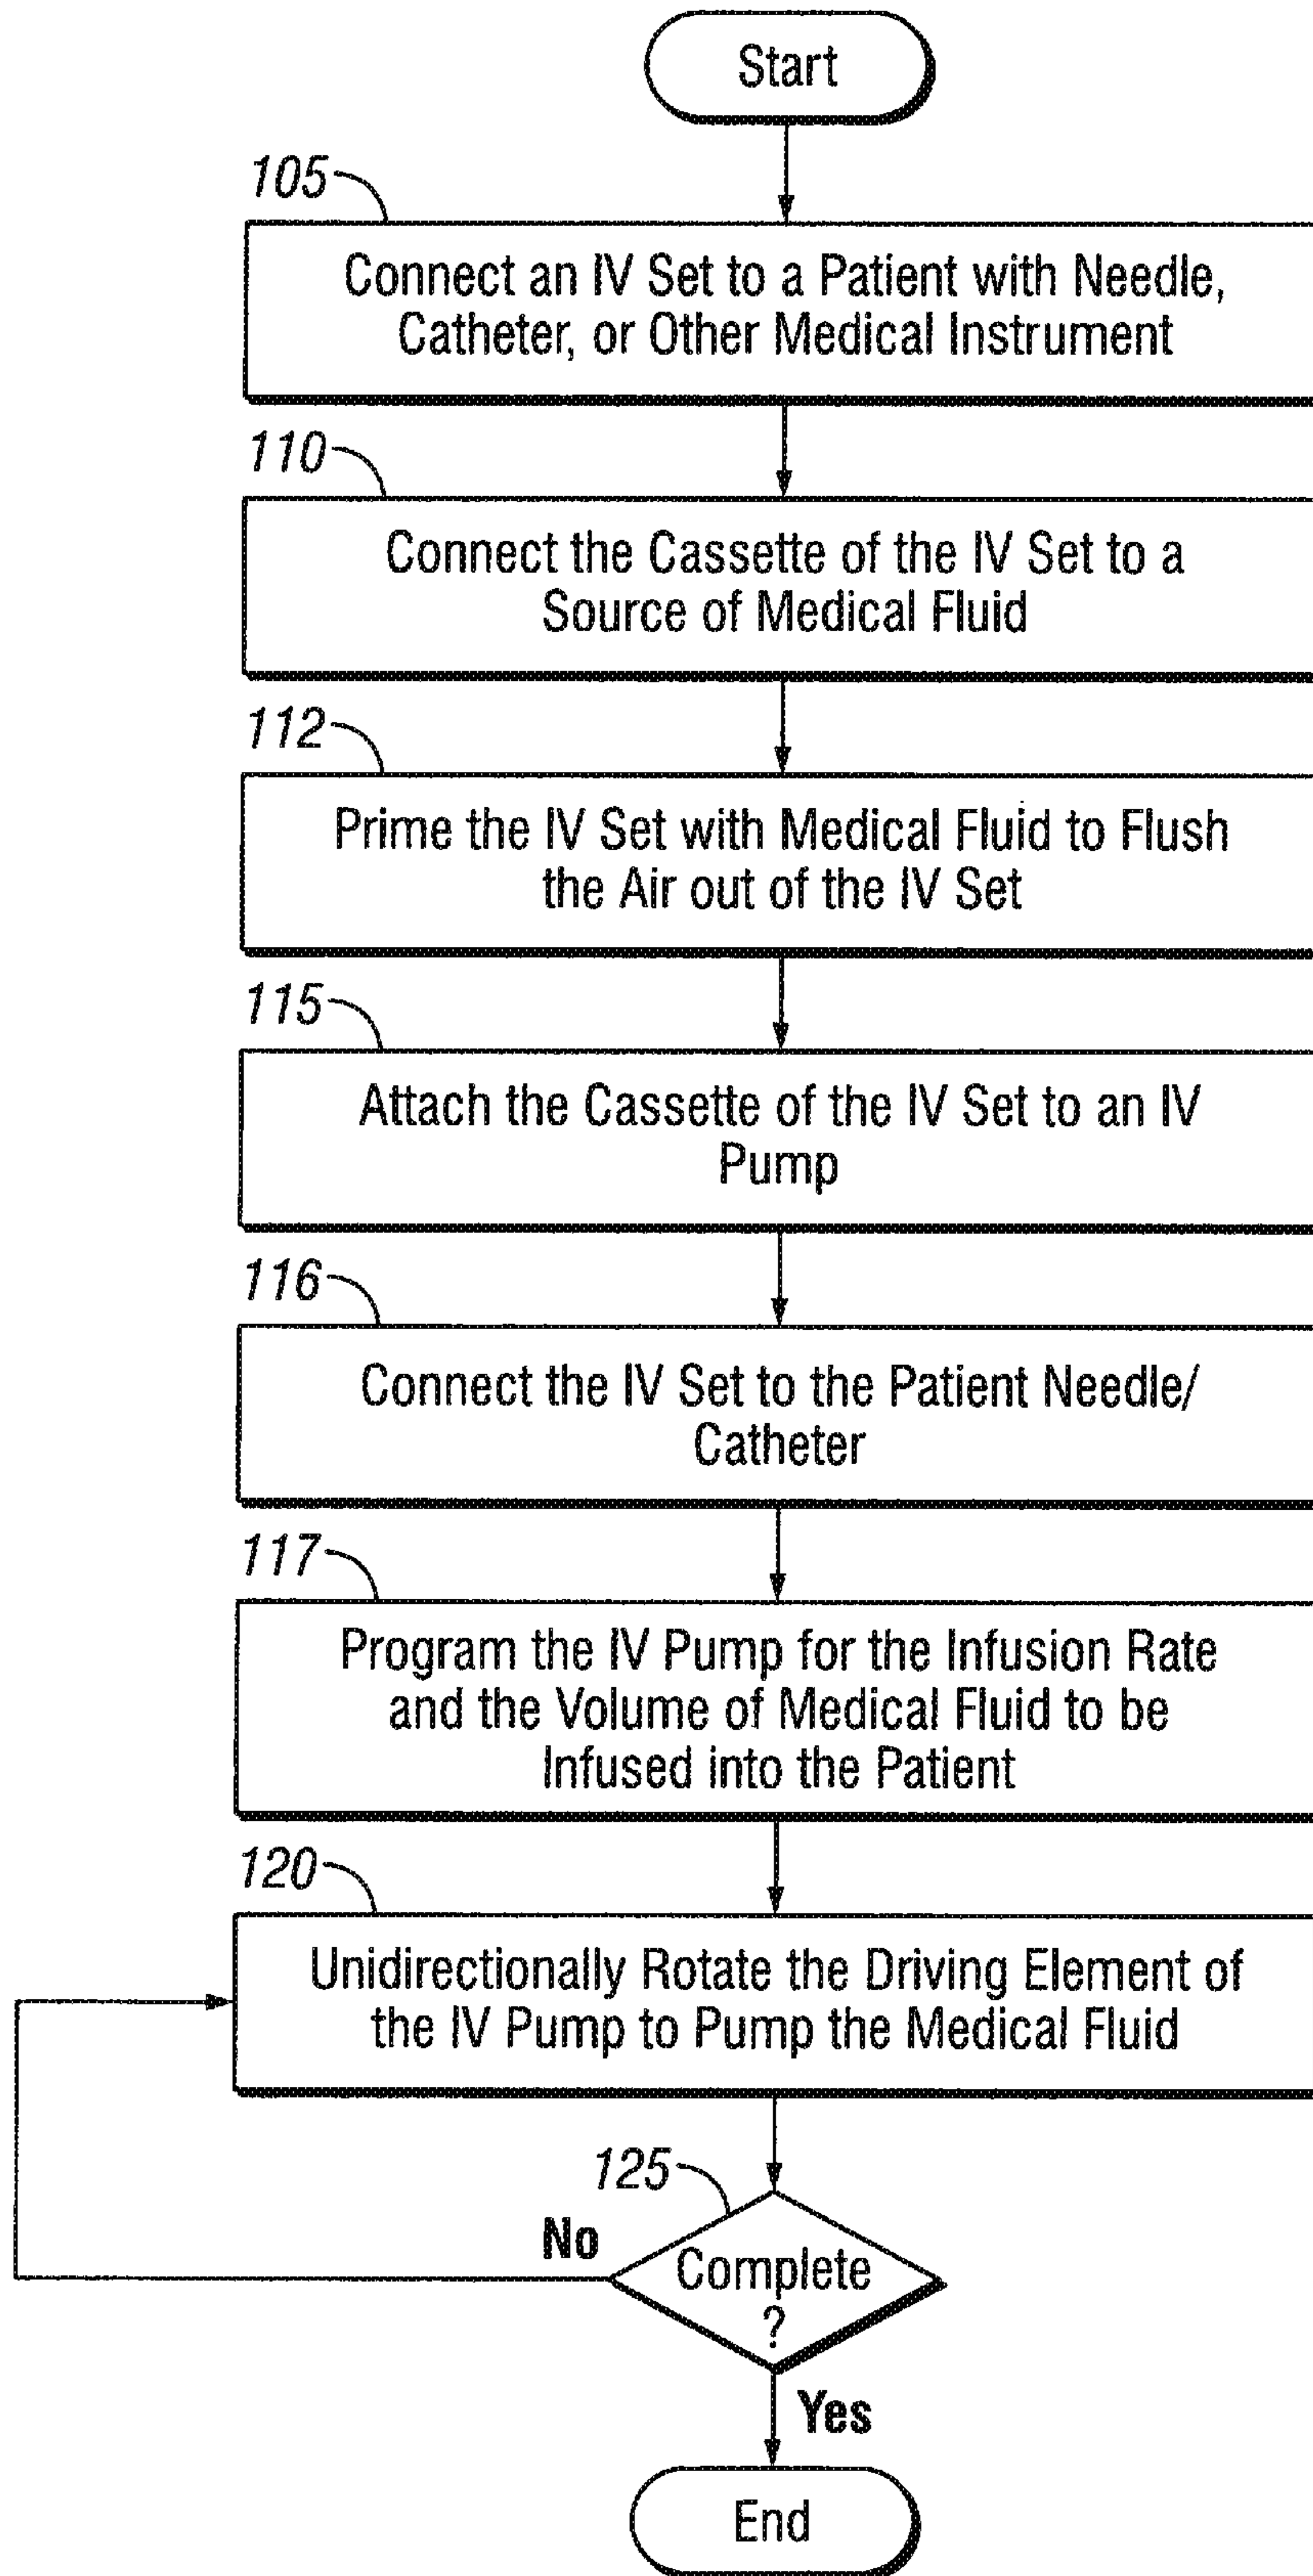 Start
105
Connect an IV Set to a Patient with Needle,
Catheter, or Other Medical Instrument
110
Connect the Cassette of the IV Set to a
Source of Medical Fluid
112
Prime the IV Set with Medical Fluid to Flush
the Air out of the IV Set
115
Attach the Cassette of the IV Set to an IV
Pump
116
Connect the IV Set to the Patient Needle/
Catheter
117
Program the IV Pump for the Infusion Rate
and the Volume of Medical Fluid to be
Infused into the Patient
120
Unidirectionally Rotate the Driving Element of
the IV Pump to Pump the Medical Fluid
125
No
Complete
?
Yes
End